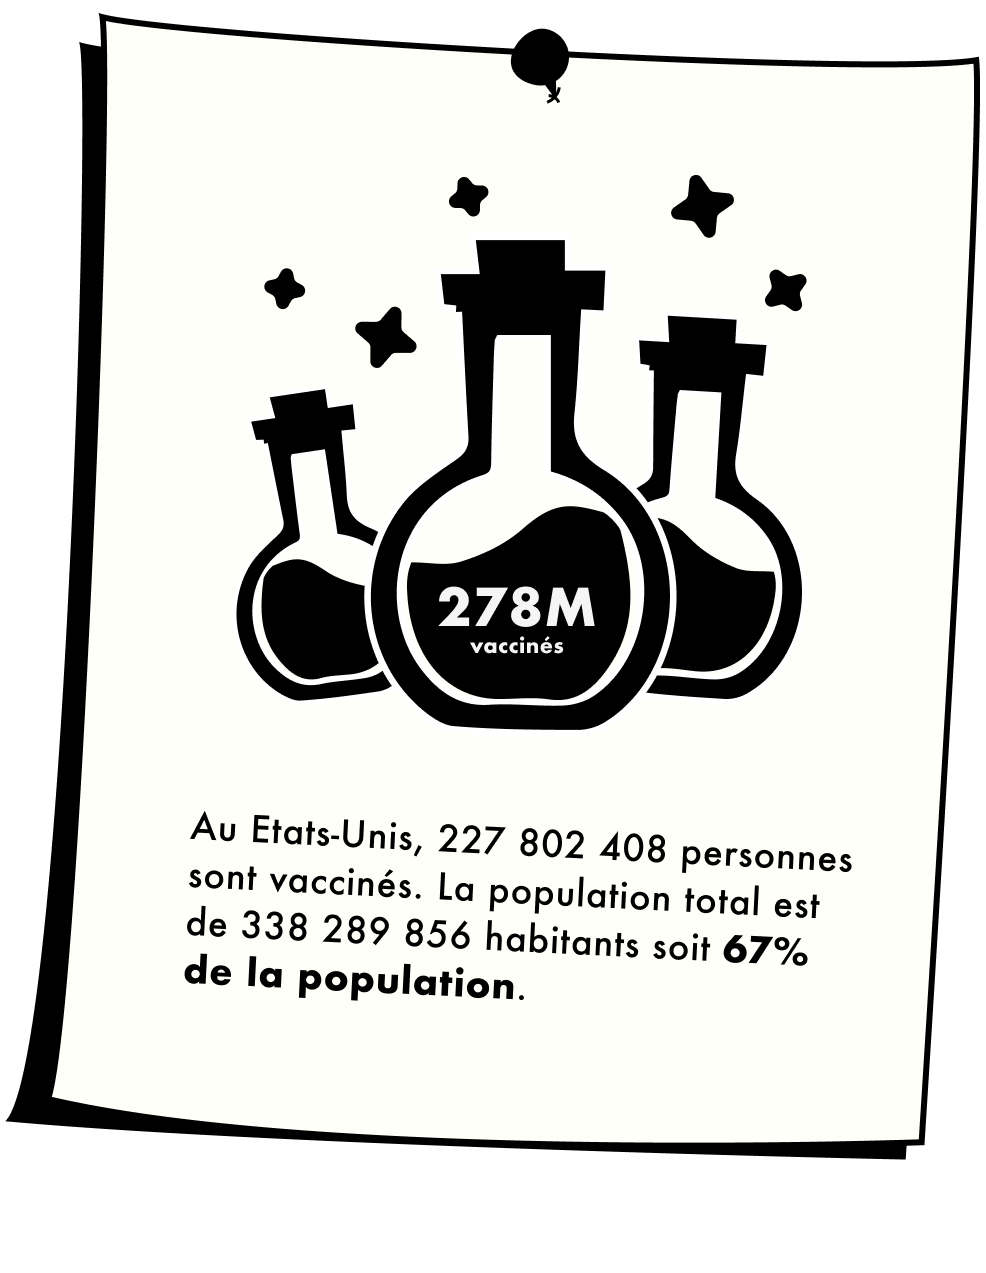 278M
vaccinés
Au Etats-Unis, 227 802 408 personnes
sont vaccinés. La population total est
de 338 289 856 habitants soit 67%
de la population.